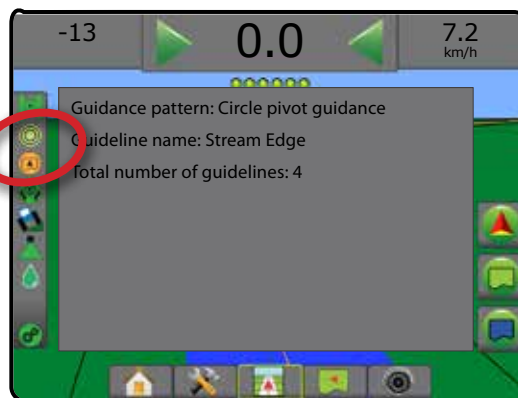 -13
0.0
7.2
km/h
Guidance pattern: Circle pivot guidance
Guideline name: Stream Edge
Total number of guidelines: 4